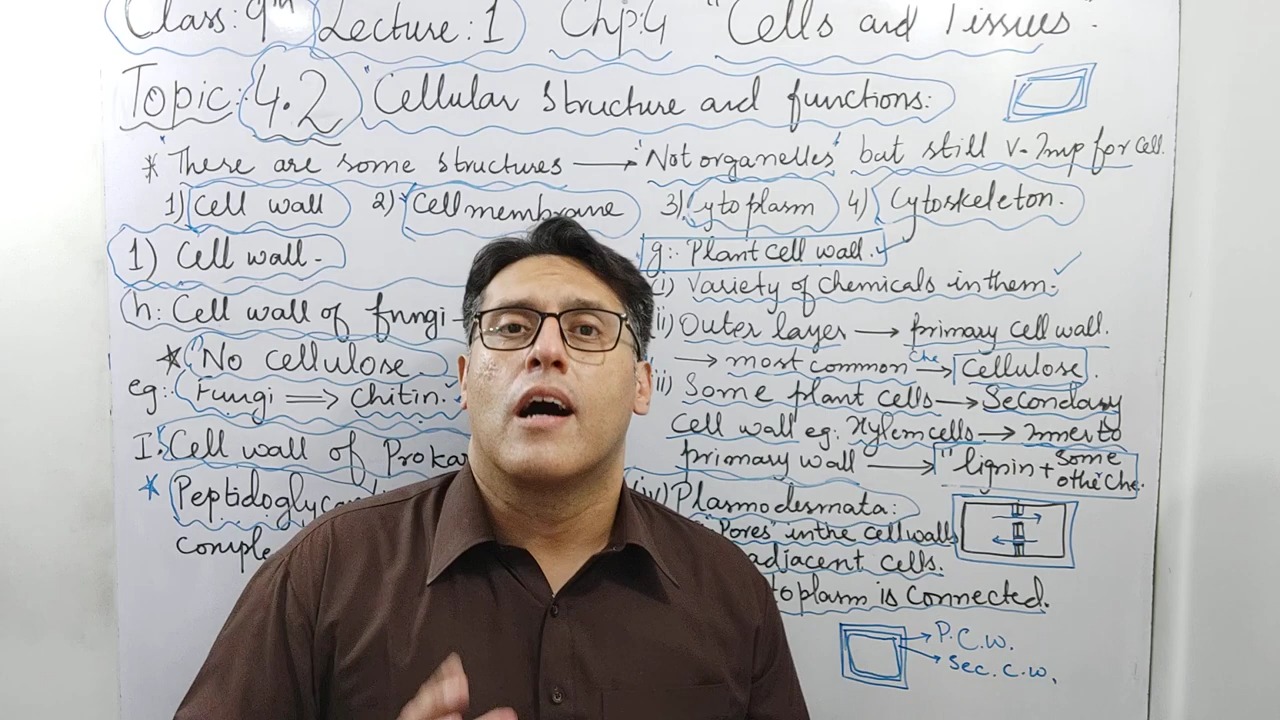 Class: 9th Lecture: 1 Chp: 4 "Cells and Tissues".
Topic: 4.2 "Cellular Structure and functions:
* There are some structures → "Not organelles" but still v. Imp for cell.
1) Cell wall 2) Cell membrane 3) Cytoplasm 4) Cytoskeleton.
1) Cell wall -
h: Cell wall of fungi -
* "No cellulose
eg: Fungi ⇒ Chitin.
I: Cell wall of Proka
* Peptidoglycan
comple
g: Plant cell wall.
i) Variety of chemicals in them.
ii) Outer layer → primary cell wall.
→ most common Che → Cellulose.
ii) Some plant cells → Secondary
Cell wall eg: Xylem cells → Inner to
primary wall → "lignin + Some
othe Che.
iv) Plasmodesmata:
"Pores" in the cell walls
adjacent cells.
toplasm is connected.
→ P.C.W.
→ Sec. C.W.